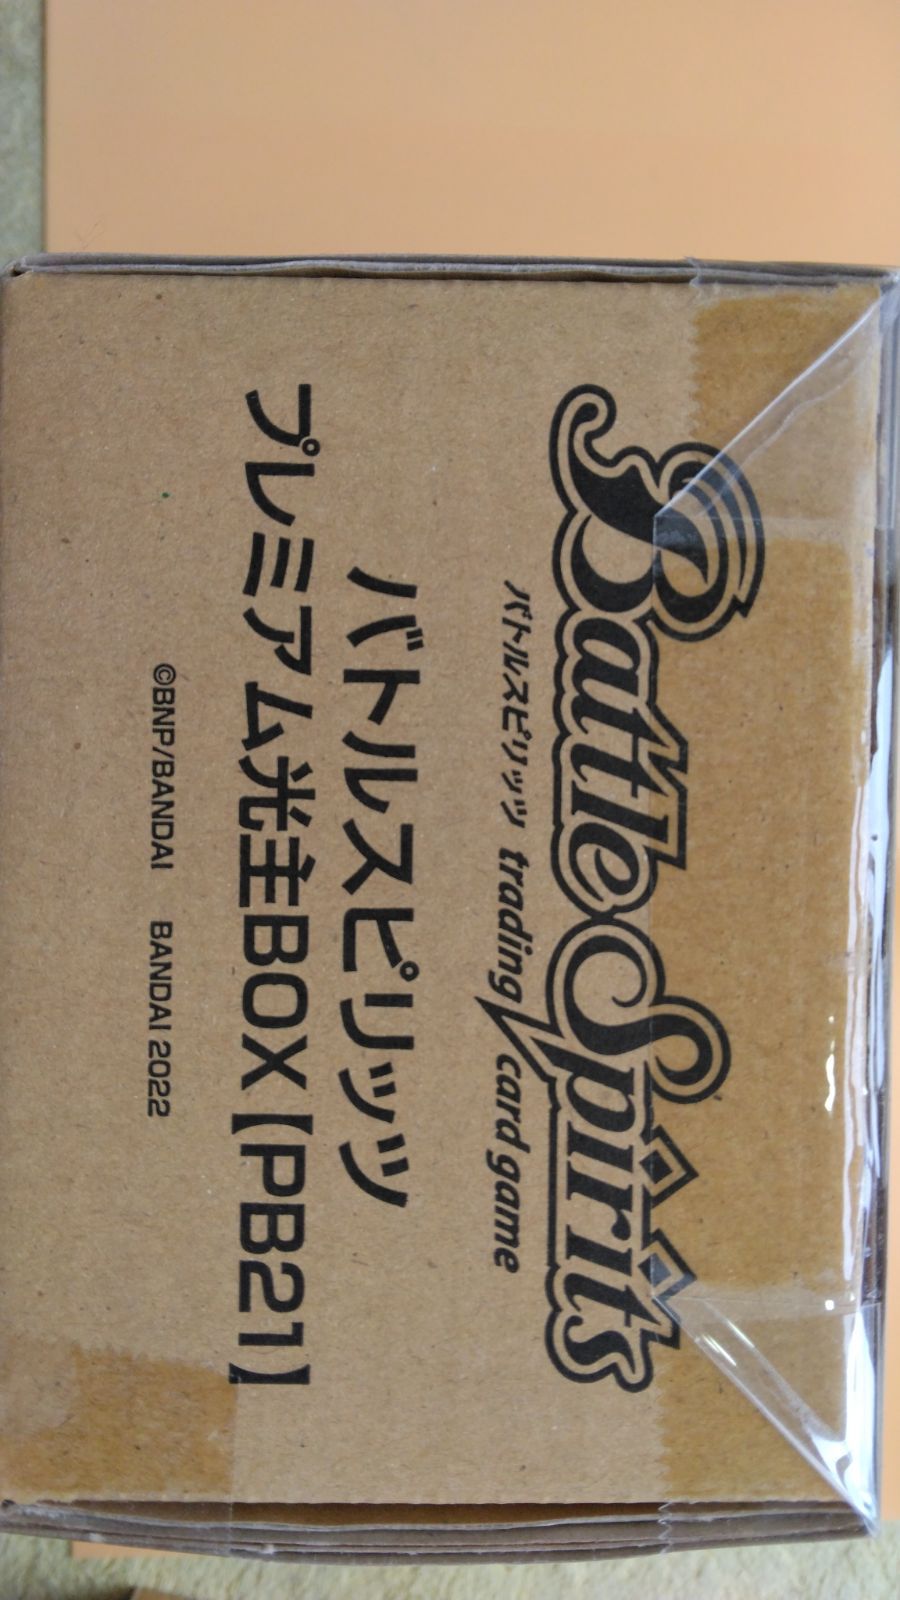 Battle Spirits
バトルスピリッツ trading card game
バトルスピリッツ
プレミアム光主BOX【PB21】
©BNP/BANDAI BANDAI 2022